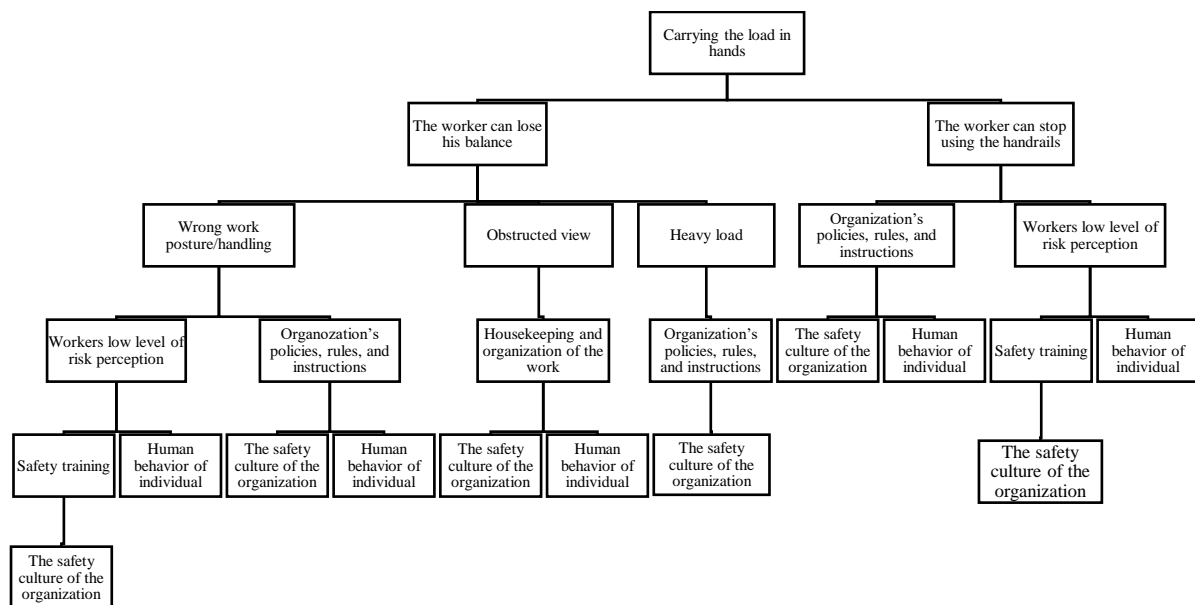 Carrying the load in
hands
The worker can lose
his balance
The worker can stop
using the handrails
Wrong work
posture/handling
Obstructed view
Heavy load
Organization’s
policies, rules, and
instructions
Workers low level of
risk perception
Workers low level of
risk perception
Organozation’s
policies, rules, and
instructions
Housekeeping and
organization of the
work
Organization’s
policies, rules,
and instructions
The safety
culture of the
organization
Human
behavior of
individual
Safety training
Human
behavior of
individual
Safety training
Human
behavior of
individual
The safety
culture of the
organization
Human
behavior of
individual
The safety
culture of the
organization
Human
behavior of
individual
The safety
culture of the
organization
The safety
culture of the
organization
The safety
culture of the
organization